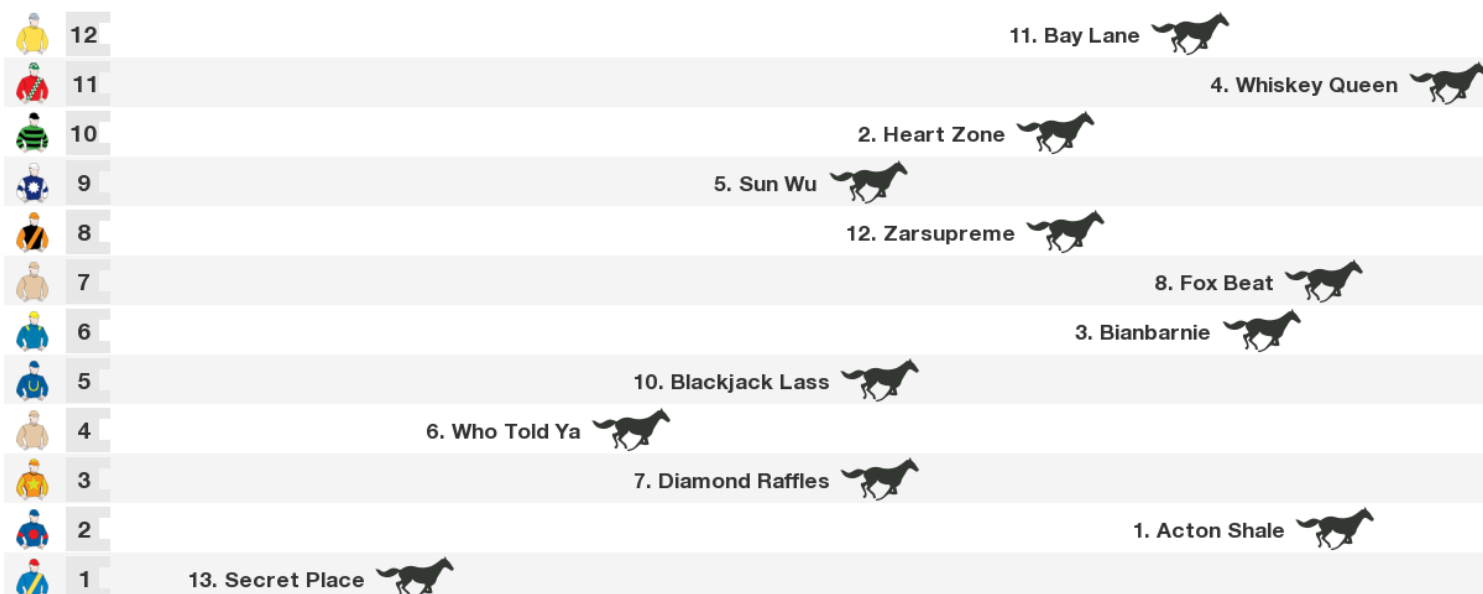 12 11. Bay Lane
11 4. Whiskey Queen
10 2. Heart Zone
9 5. Sun Wu
8 12. Zarsupreme
7 8. Fox Beat
6 3. Bianbarnie
5 10. Blackjack Lass
4 6. Who Told Ya
3 7. Diamond Raffles
2 1. Acton Shale
1 13. Secret Place